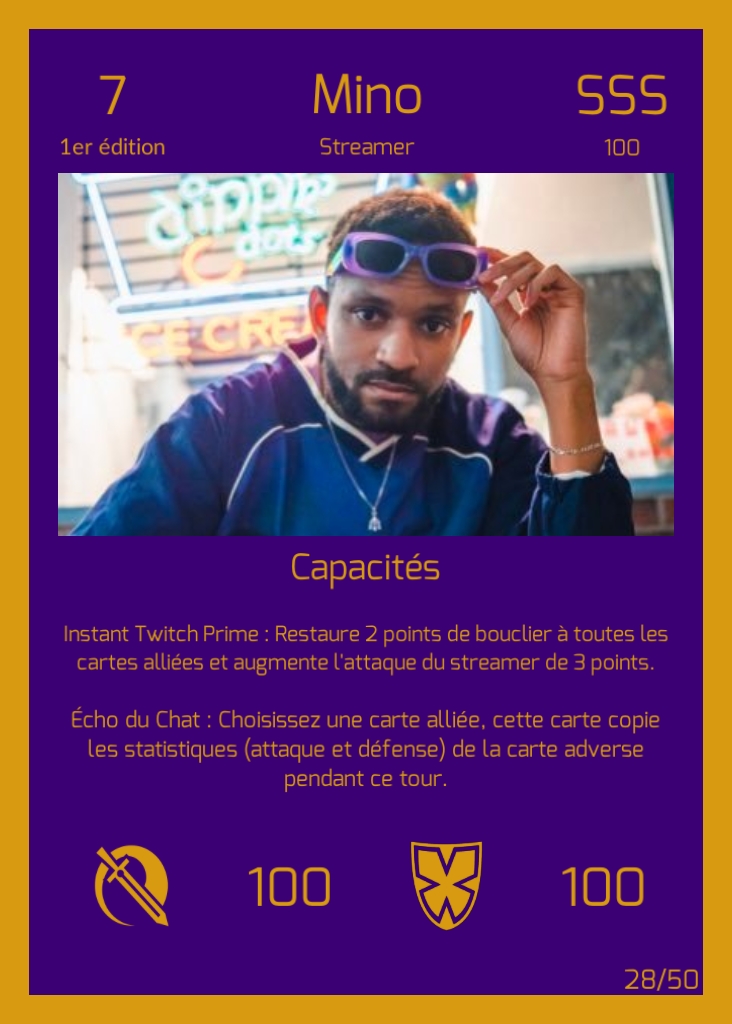 7
Mino
SSS
1er édition
Streamer
100
dippin'
dots
ICE CREA
Capacités
Instant Twitch Prime : Restaure 2 points de bouclier à toutes les
cartes alliées et augmente l'attaque du streamer de 3 points.
Écho du Chat : Choisissez une carte alliée, cette carte copie
les statistiques (attaque et défense) de la carte adverse
pendant ce tour.
100
100
28/50